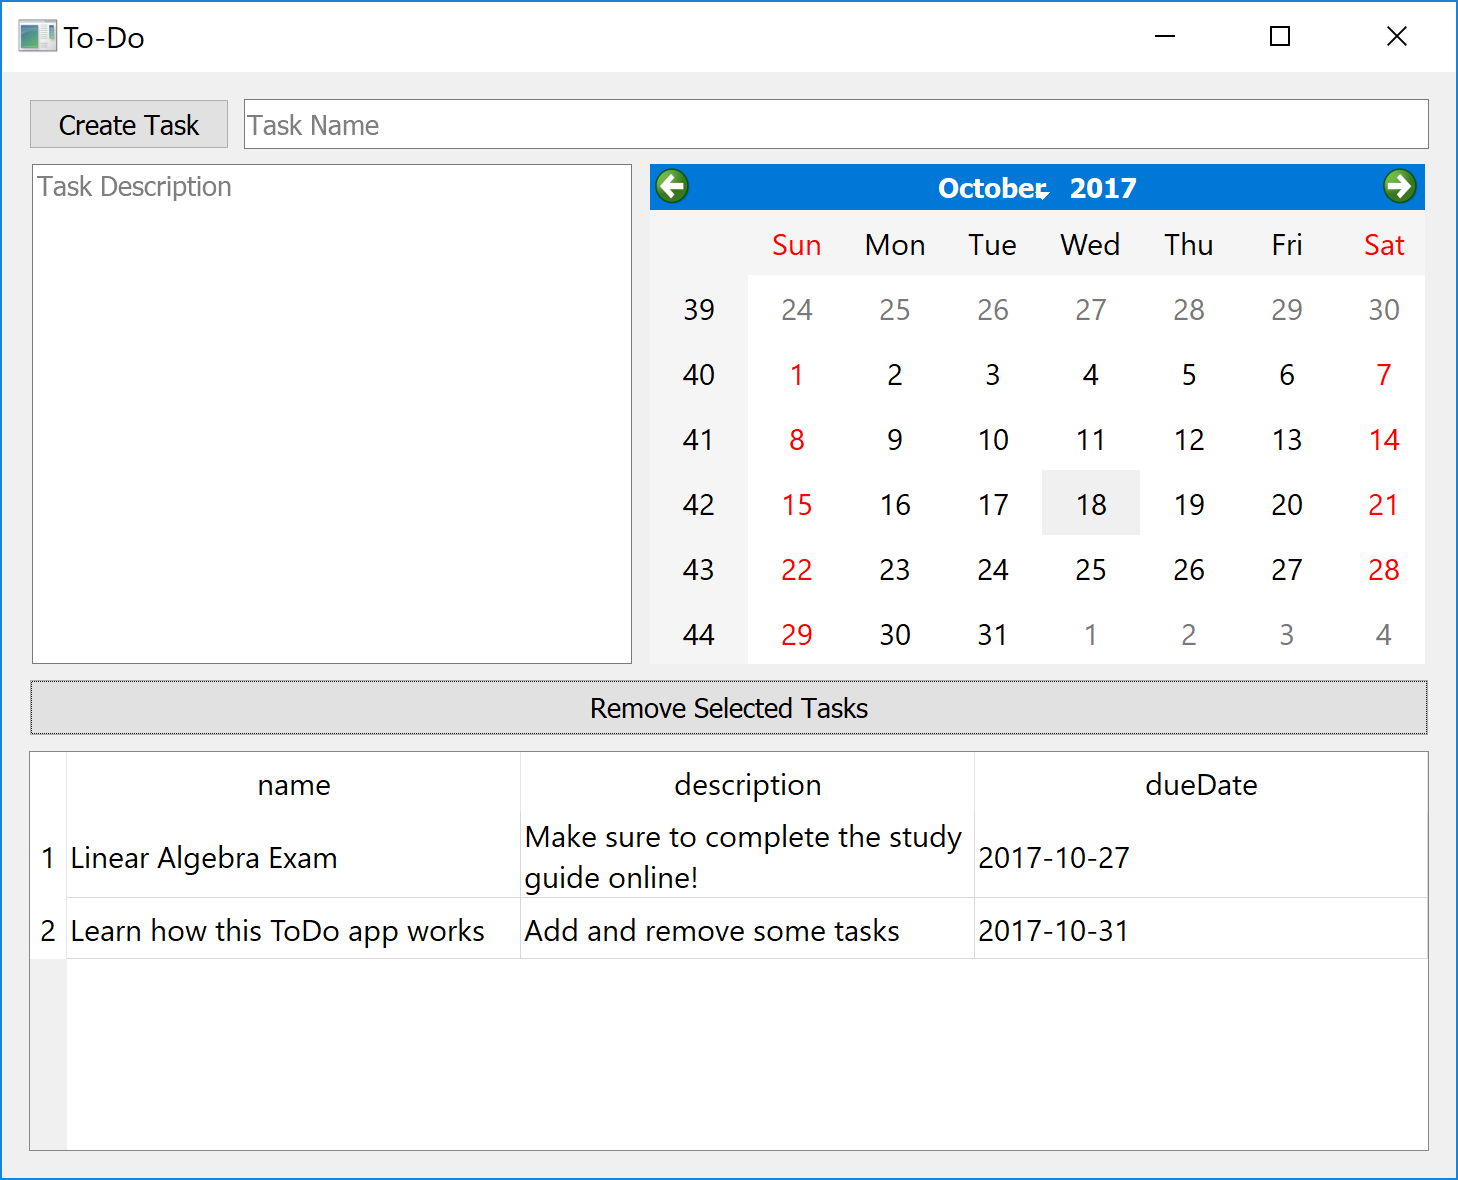 To-Do
Create Task
Task Name
Task Description
October 2017
Sun Mon Tue Wed Thu Fri Sat
39 24 25 26 27 28 29 30
40 1 2 3 4 5 6 7
41 8 9 10 11 12 13 14
42 15 16 17 18 19 20 21
43 22 23 24 25 26 27 28
44 29 30 31 1 2 3 4
Remove Selected Tasks
name description dueDate
1 Linear Algebra Exam Make sure to complete the study
guide online! 2017-10-27
2 Learn how this ToDo app works Add and remove some tasks 2017-10-31